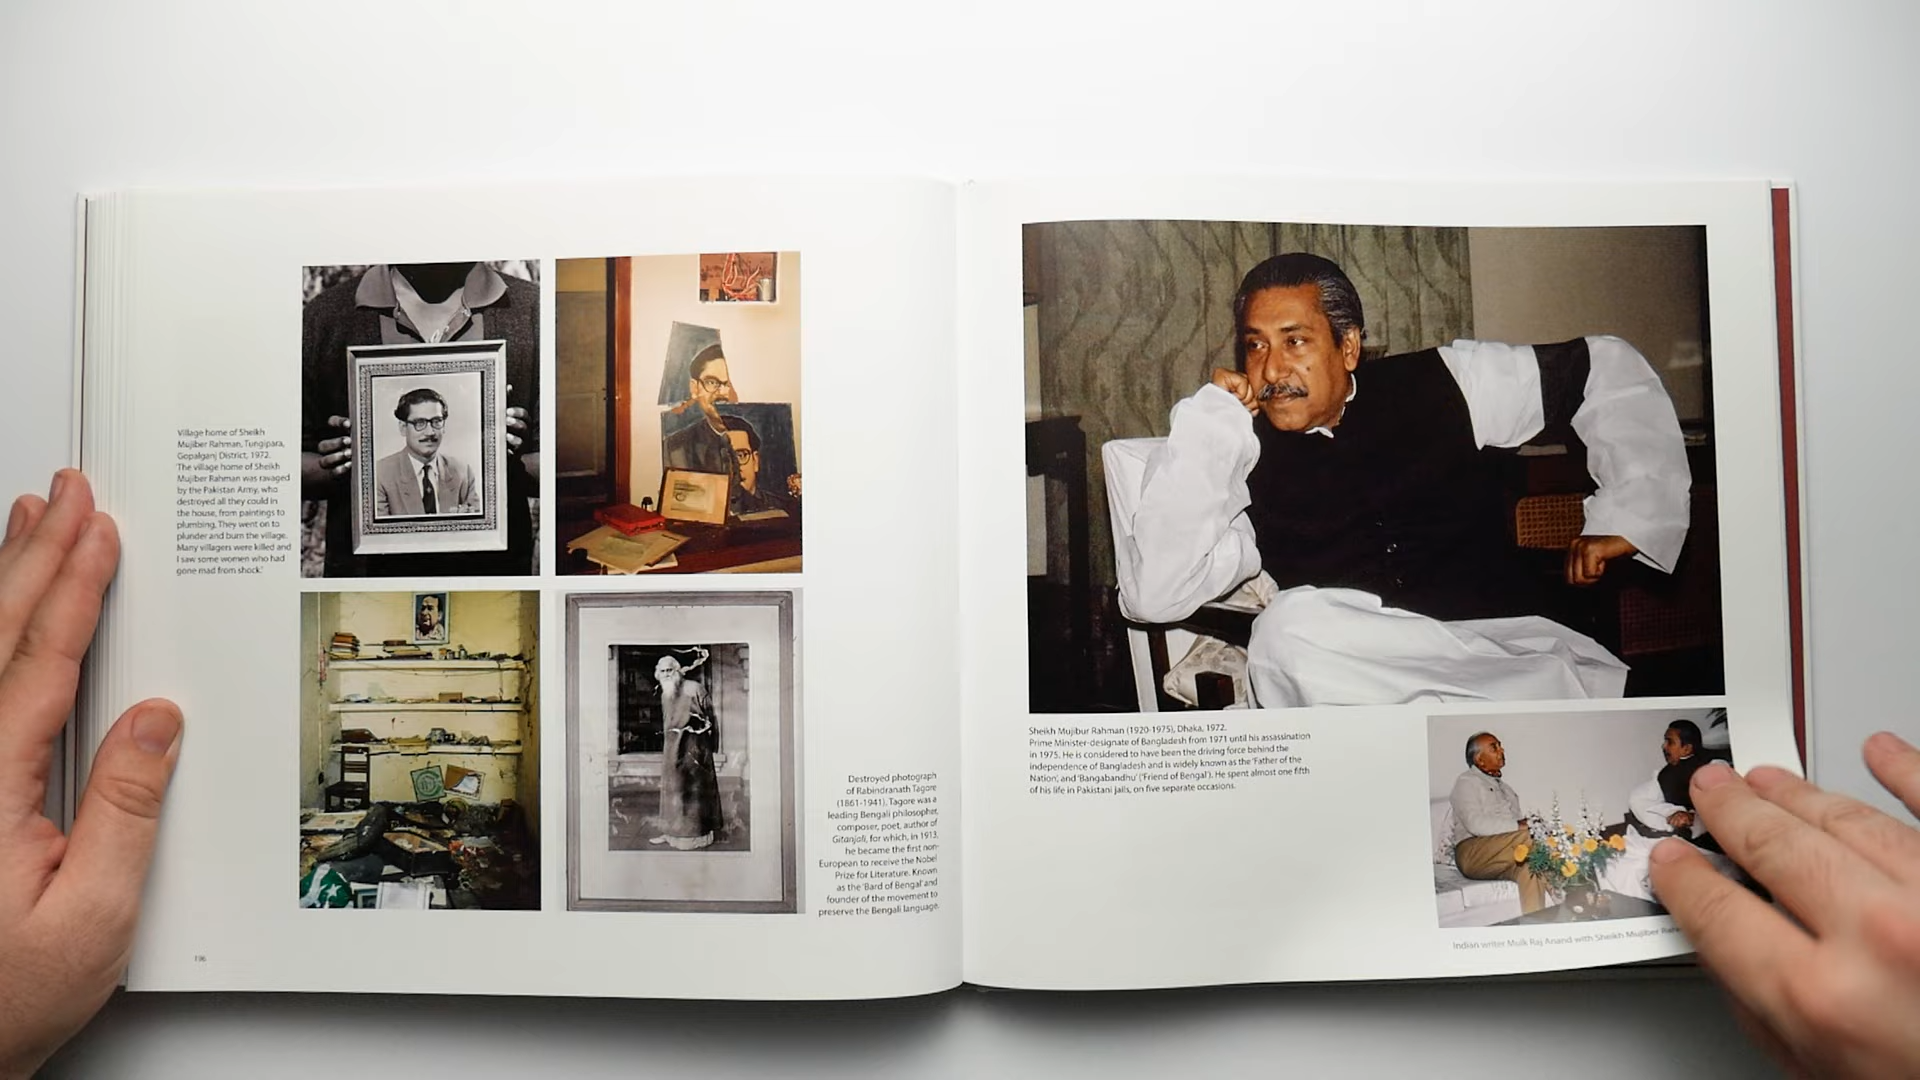 Village home of Sheikh
Mujiber Rahman, Tungipara,
Gopalganj District, 1972.
The village home of Sheikh
Mujiber Rahman was ravaged
by the Pakistan Army, who
destroyed all they could in
the house, from paintings to
plumbing. They went on to
plunder and burn the village.
Many villagers were killed and
I saw some women who had
gone mad from shock.'
Destroyed photograph
of Rabindranath Tagore
(1861-1941). Tagore was a
leading Bengali philosopher,
composer, poet, author of
Gitanjali, for which, in 1913,
he became the first non-
European to receive the Nobel
Prize for Literature. Known
as the 'Bard of Bengal' and
founder of the movement to
preserve the Bengali language.
196
Sheikh Mujibur Rahman (1920-1975), Dhaka, 1972.
Prime Minister-designate of Bangladesh from 1971 until his assassination
in 1975. He is considered to have been the driving force behind the
independence of Bangladesh and is widely known as the 'Father of the
Nation', and 'Bangabandhu' ('Friend of Bengal'). He spent almost one fifth
of his life in Pakistani jails, on five separate occasions.
Indian writer Mulk Raj Anand with Sheikh Mujiber